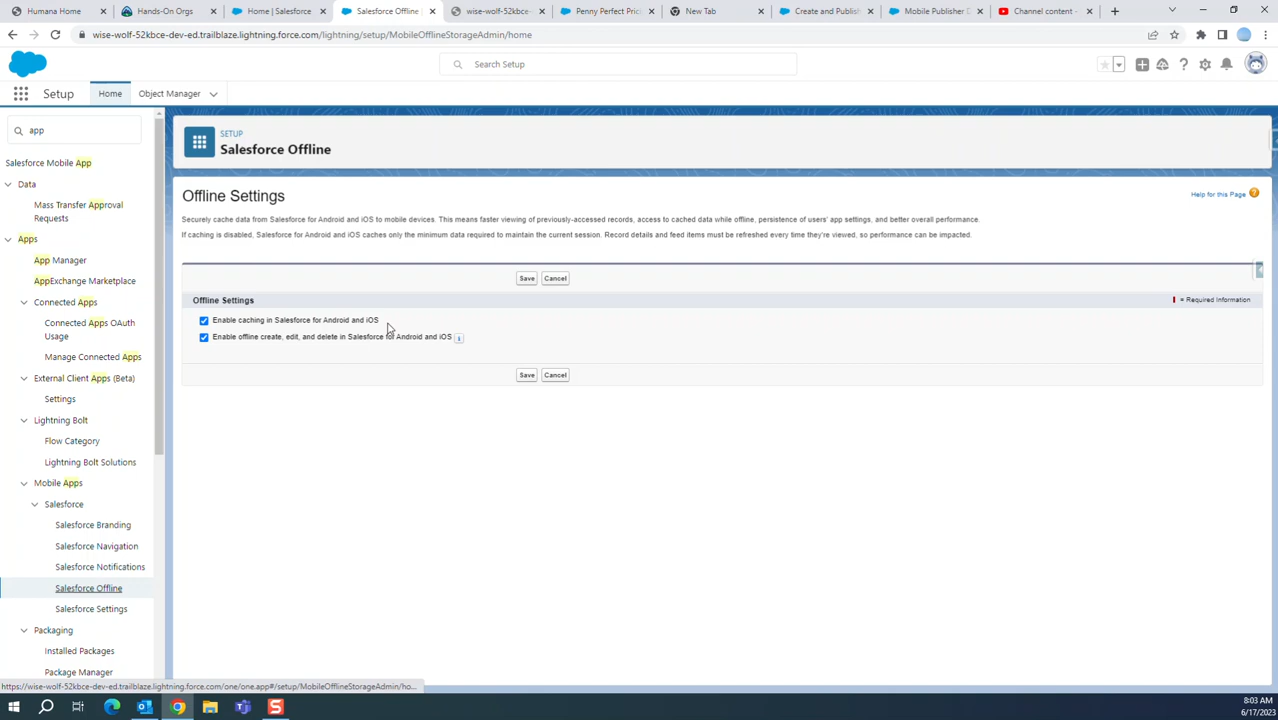 Humana Home
Hands-On Orgs
Home | Salesforce
Salesforce Offline
wise-wolf-52kbce-
Penny Perfect Prici
New Tab
Create and Publish
Mobile Publisher D
Channel content -
wise-wolf-52kbce-dev-ed.trailblaze.lightning.force.com/lightning/setup/MobileOfflineStorageAdmin/home
Search Setup
Setup
Home
Object Manager
app
Salesforce Mobile App
Data
Mass Transfer Approval
Requests
Apps
App Manager
AppExchange Marketplace
Connected Apps
Connected Apps OAuth
Usage
Manage Connected Apps
External Client Apps (Beta)
Settings
Lightning Bolt
Flow Category
Lightning Bolt Solutions
Mobile Apps
Salesforce
Salesforce Branding
Salesforce Navigation
Salesforce Notifications
Salesforce Offline
Salesforce Settings
Packaging
Installed Packages
Package Manager
SETUP
Salesforce Offline
Offline Settings
Help for this Page
Securely cache data from Salesforce for Android and iOS to mobile devices. This means faster viewing of previously-accessed records, access to cached data while offline, persistence of users' app settings, and better overall performance.
If caching is disabled, Salesforce for Android and iOS caches only the minimum data required to maintain the current session. Record details and feed items must be refreshed every time they're viewed, so performance can be impacted.
Save Cancel
Offline Settings
= Required Information
Enable caching in Salesforce for Android and iOS
Enable offline create, edit, and delete in Salesforce for Android and iOS i
Save Cancel
https://wise-wolf-52kbce-dev-ed.trailblaze.lightning.force.com/one/one.app#/setup/MobileOfflineStorageAdmin/ho...
8:03 AM
6/17/2023